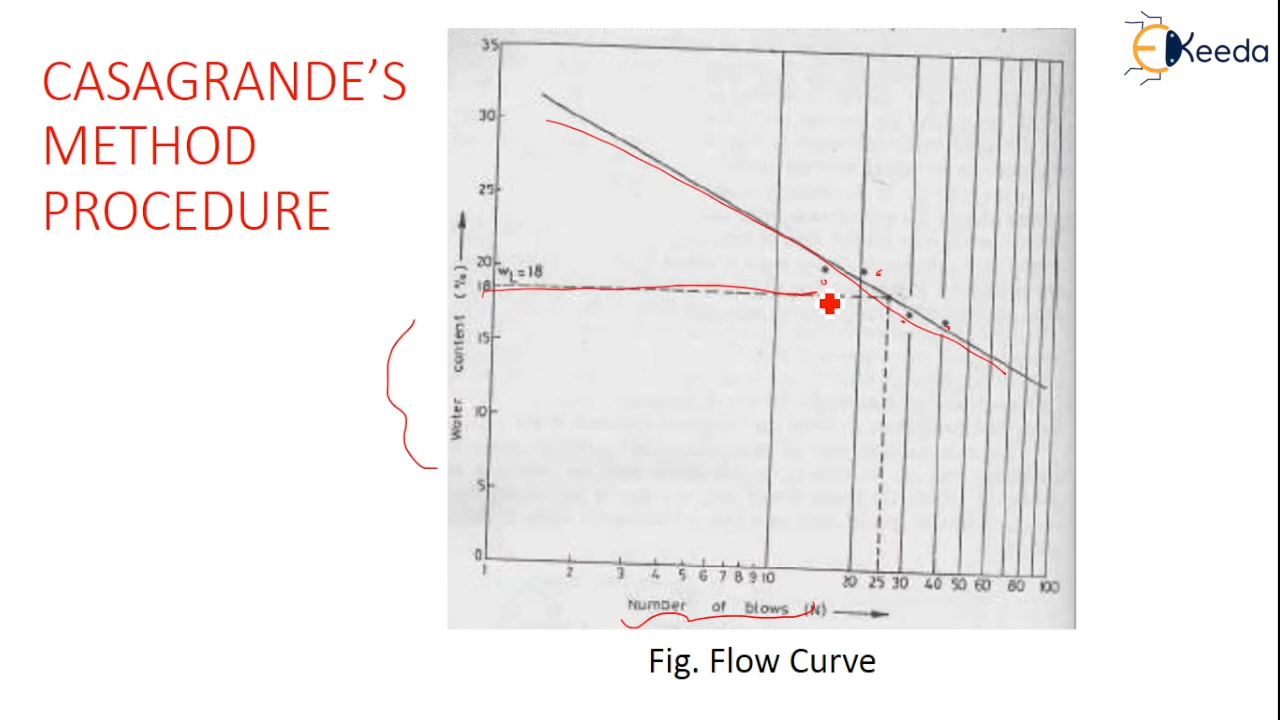 CASAGRANDE’S
METHOD
PROCEDURE
EKeeda
35
30
25
20
18
15
10
5
0
w_L=18
Water content (%)
1 2 3 4 5 6 7 8 9 10 20 25 30 40 50 60 80 100
Number of blows (N)
Fig. Flow Curve